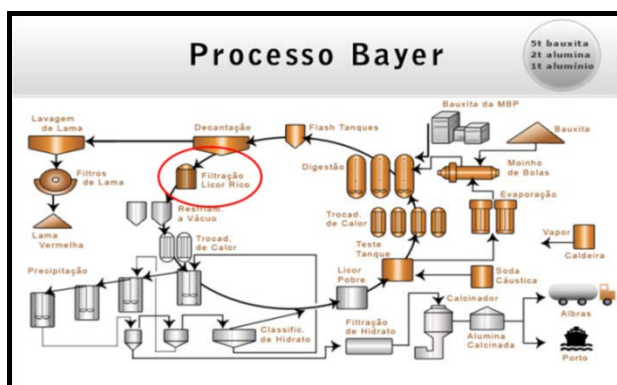 Processo Bayer
5t bauxita
2t alumina
1t alumínio
Lavagem
de Lama
Decantação
Flash Tanques
Bauxita da MBP
Bauxita
Filtros
de Lama
Filtração
Licor Rico
Digestão
Moinho
de Bolas
Resfriam.
a Vácuo
Evaporação
Lama
Vermelha
Trocad.
de Calor
Trocad.
de Calor
Teste
Tanque
Vapor
Caldeira
Precipitação
Licor
Pobre
Soda
Cáustica
Calcinador
Classific.
de Hidrato
Filtração
de Hidrato
Alumina
Calcinada
Albras
Porto